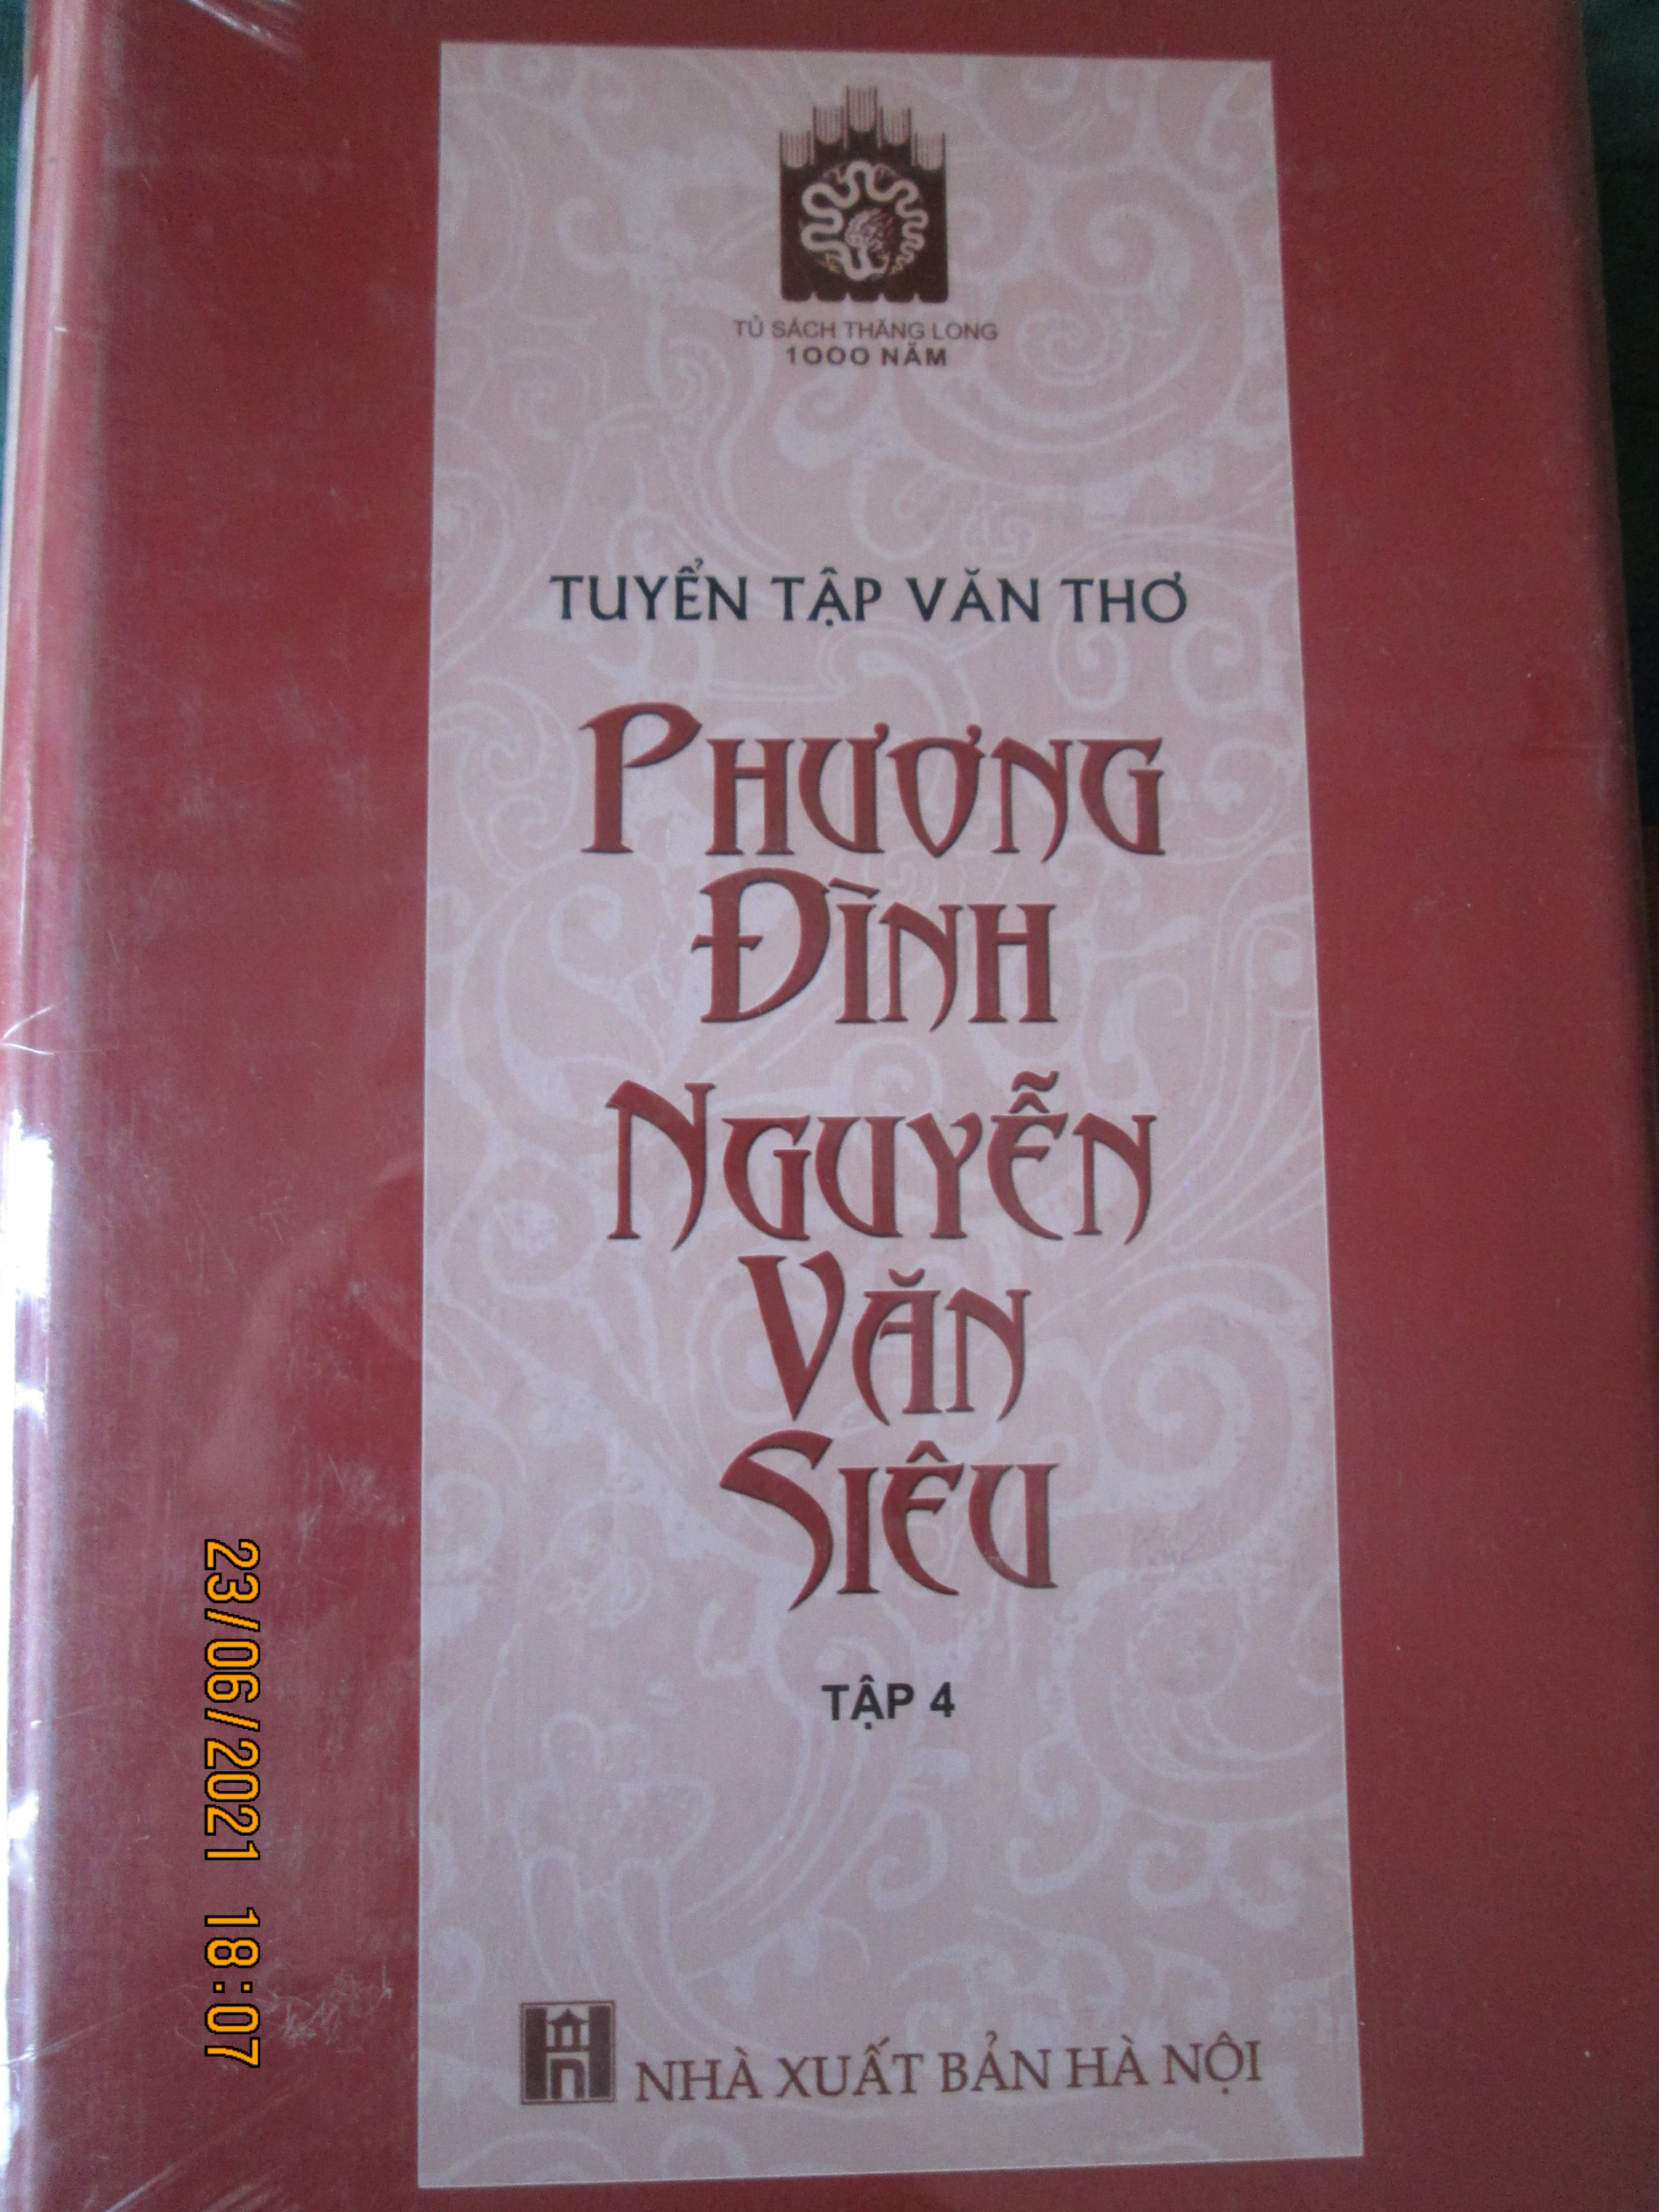 TỦ SÁCH THĂNG LONG
1000 NĂM
TUYỂN TẬP VĂN THƠ
PHƯƠNG
ĐÌNH
NGUYỄN
VĂN
SIÊU
TẬP 4
NHÀ XUẤT BẢN HÀ NỘI
23/06/2021 18:07